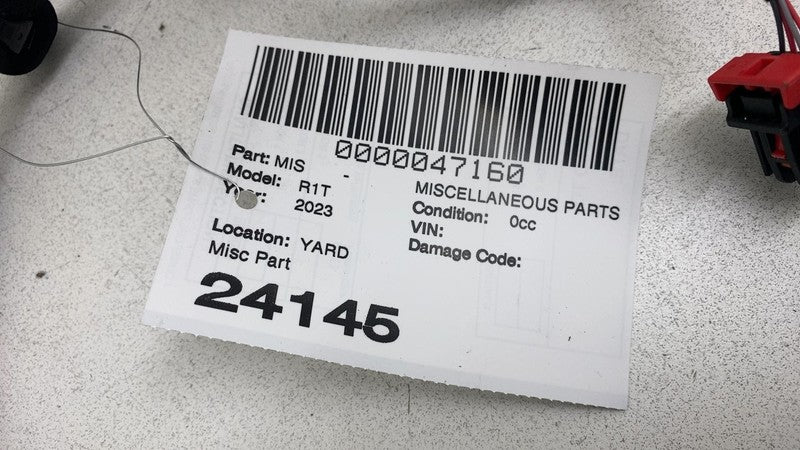 0000047160
Part: MIS -
Model: R1T
Year: 2023
MISCELLANEOUS PARTS
Condition: 0cc
VIN:
Damage Code:
Location: YARD
Misc Part
24145